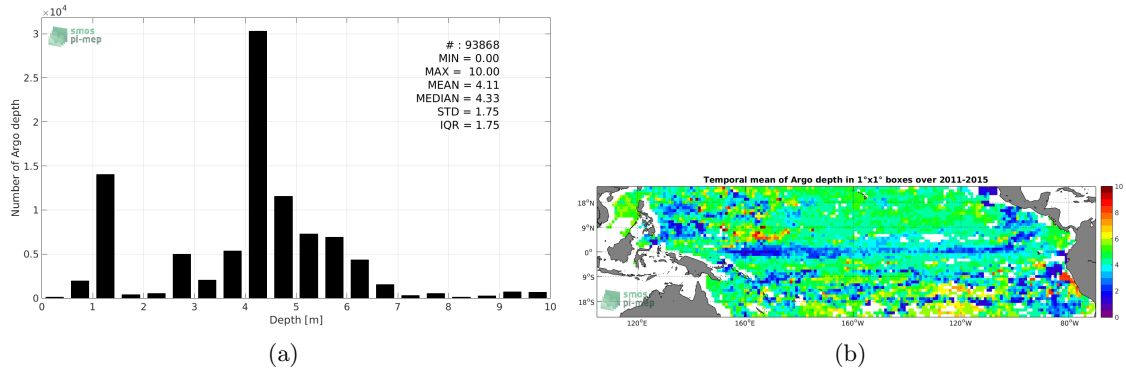 ×10⁴
smos
pi-mep
# : 93868
MIN = 0.00
MAX = 10.00
MEAN = 4.11
MEDIAN = 4.33
STD = 1.75
IQR = 1.75
Number of Argo depth
3
2.5
2
1.5
1
0.5
0
0 1 2 3 4 5 6 7 8 9 10
Depth [m]
(a)
Temporal mean of Argo depth in 1°x1° boxes over 2011-2015
18°N
9°N
0°
9°S
18°S
120°E 160°E 160°W 120°W 80°W
smos
pi-mep
10
8
6
4
2
0
(b)